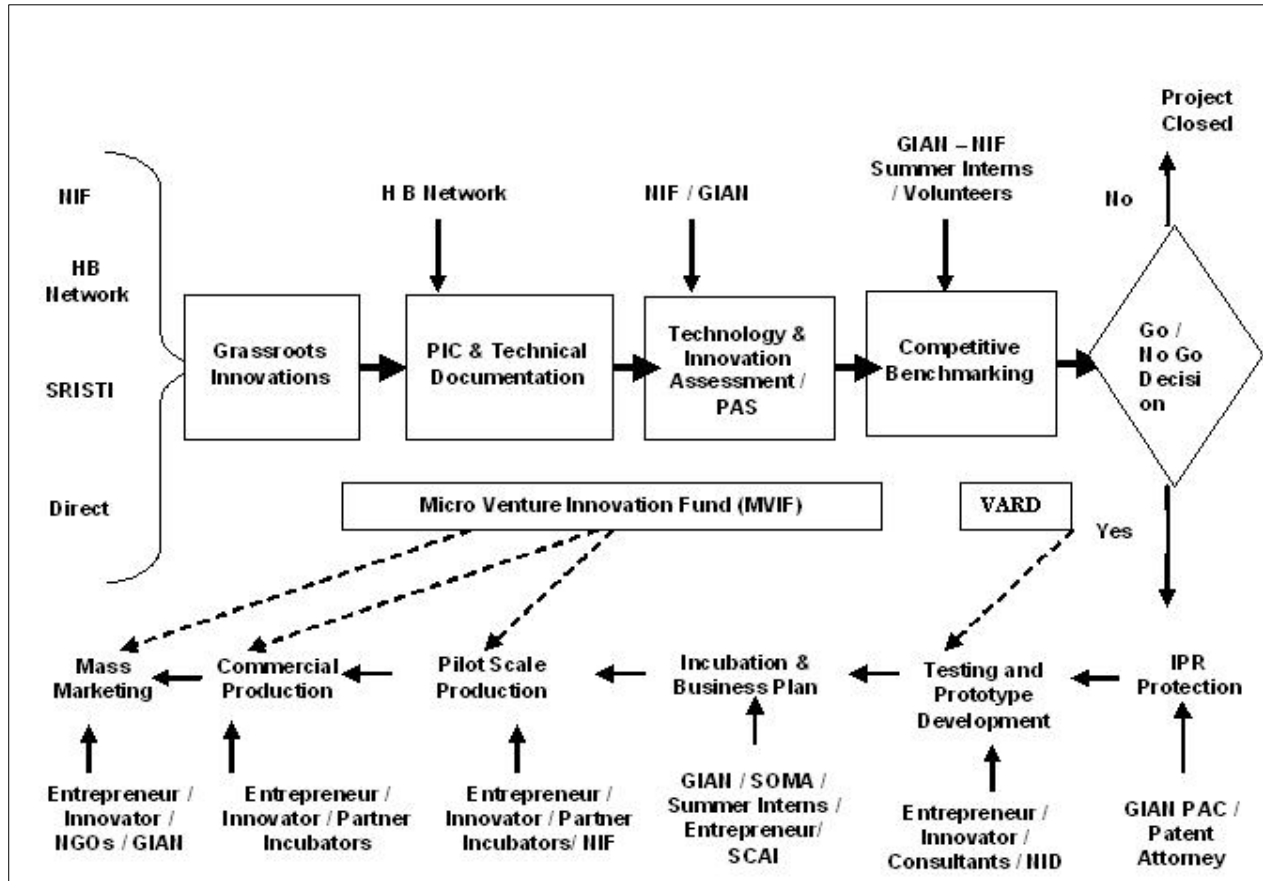 Project
Closed
GIAN – NIF
Summer Interns
/ Volunteers
No
NIF
H B Network
NIF / GIAN
HB
Network
SRISTI
Direct
Grassroots
Innovations
PIC & Technical
Documentation
Technology &
Innovation
Assessment /
PAS
Competitive
Benchmarking
Go /
No Go
Decisi
on
Micro Venture Innovation Fund (MVIF)
VARD
Yes
Mass
Marketing
Commercial
Production
Pilot Scale
Production
Incubation &
Business Plan
Testing and
Prototype
Development
IPR
Protection
Entrepreneur /
Innovator /
NGOs / GIAN
Entrepreneur /
Innovator / Partner
Incubators
Entrepreneur /
Innovator / Partner
Incubators/ NIF
GIAN / SOMA /
Summer Interns /
Entrepreneur/
SCAI
Entrepreneur /
Innovator /
Consultants / NID
GIAN PAC /
Patent
Attorney